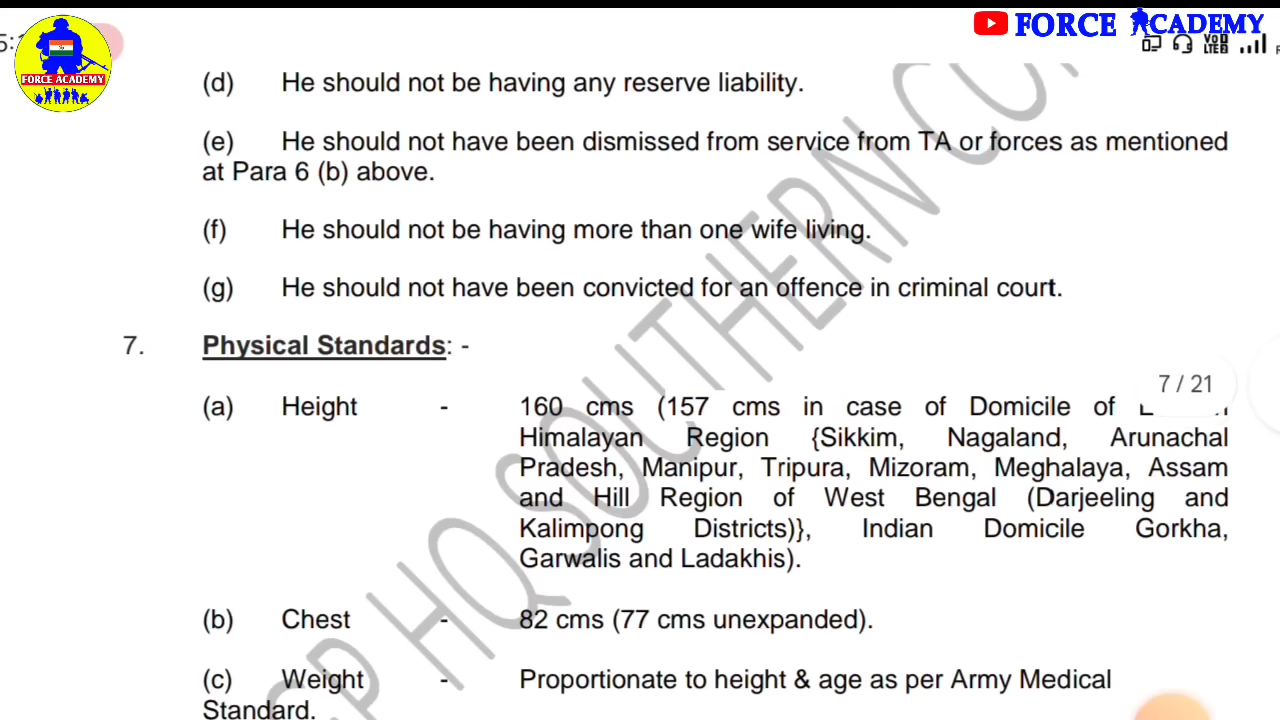 FORCE ACADEMY
FORCE ACADEMY
(d) He should not be having any reserve liability.
(e) He should not have been dismissed from service from TA or forces as mentioned
at Para 6 (b) above.
(f) He should not be having more than one wife living.
(g) He should not have been convicted for an offence in criminal court.
7. Physical Standards: -
7 / 21
(a) Height - 160 cms (157 cms in case of Domicile of
Himalayan Region {Sikkim, Nagaland, Arunachal
Pradesh, Manipur, Tripura, Mizoram, Meghalaya, Assam
and Hill Region of West Bengal (Darjeeling and
Kalimpong Districts)}, Indian Domicile Gorkha,
Garwalis and Ladakhis).
(b) Chest - 82 cms (77 cms unexpanded).
(c) Weight - Proportionate to height & age as per Army Medical
Standard.
HQ SOUTHERN